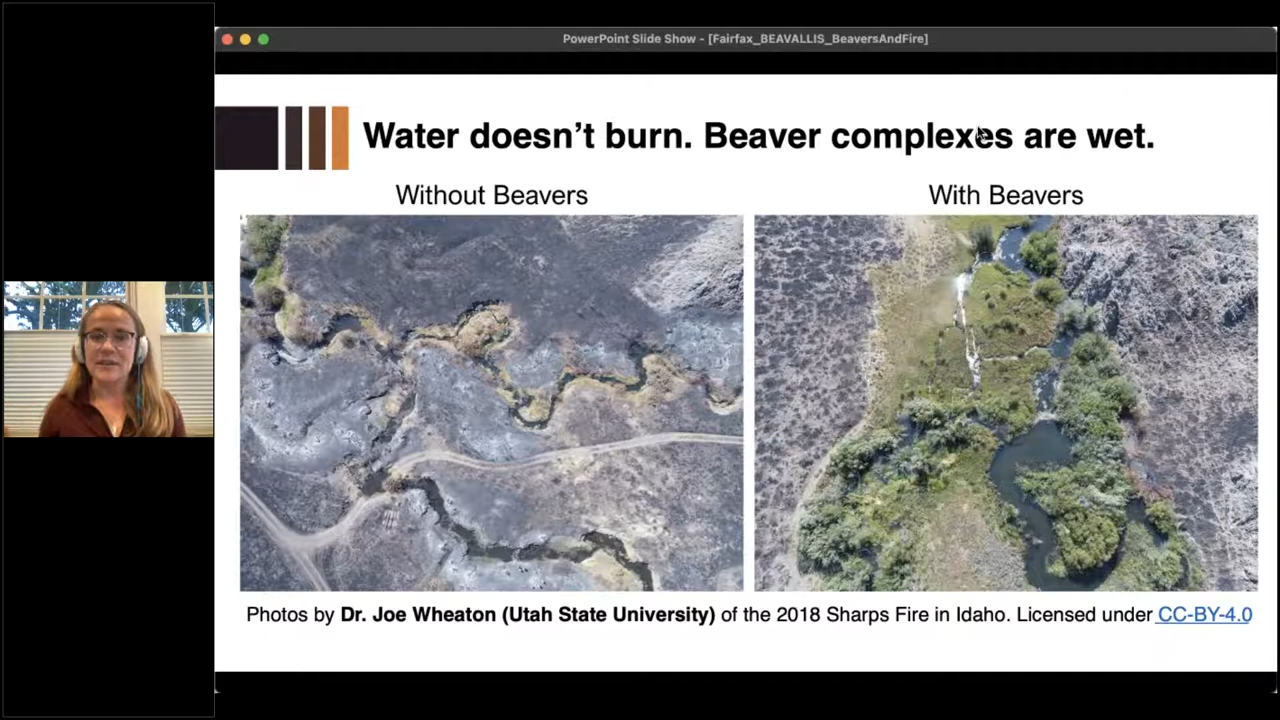 PowerPoint Slide Show - [Fairfax_BEAVALLIS_BeaversAndFire]
Water doesn’t burn. Beaver complexes are wet.
Without Beavers
With Beavers
Photos by Dr. Joe Wheaton (Utah State University) of the 2018 Sharps Fire in Idaho. Licensed under CC-BY-4.0